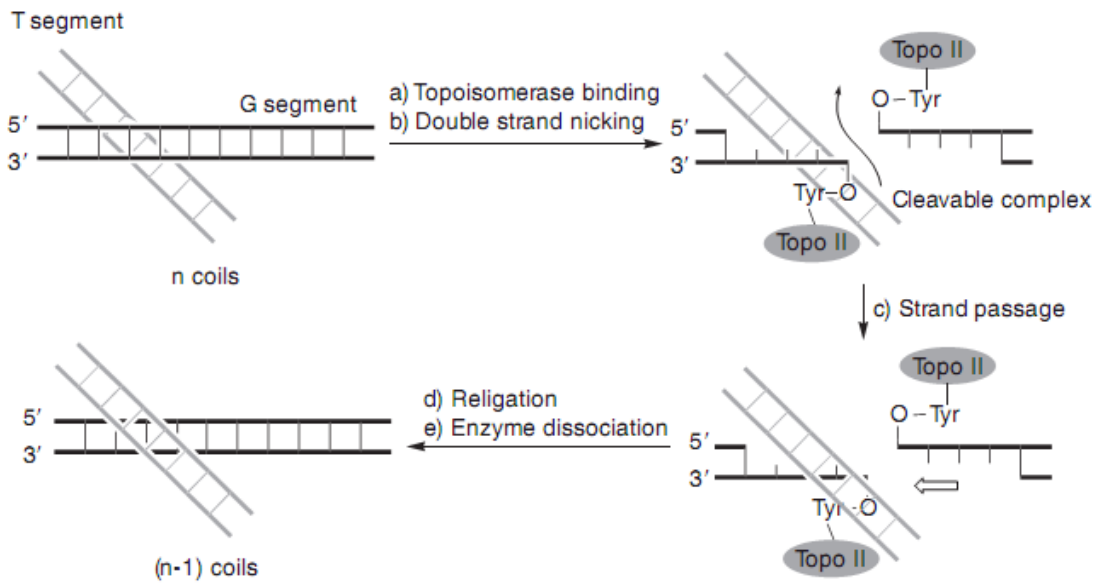 T segment
G segment
5′
3′
n coils
a) Topoisomerase binding
b) Double strand nicking
5′
3′
Tyr–O
Topo II
Topo II
O–Tyr
Cleavable complex
c) Strand passage
Topo II
O–Tyr
5′
3′
Tyr-O
Topo II
d) Religation
e) Enzyme dissociation
5′
3′
(n-1) coils